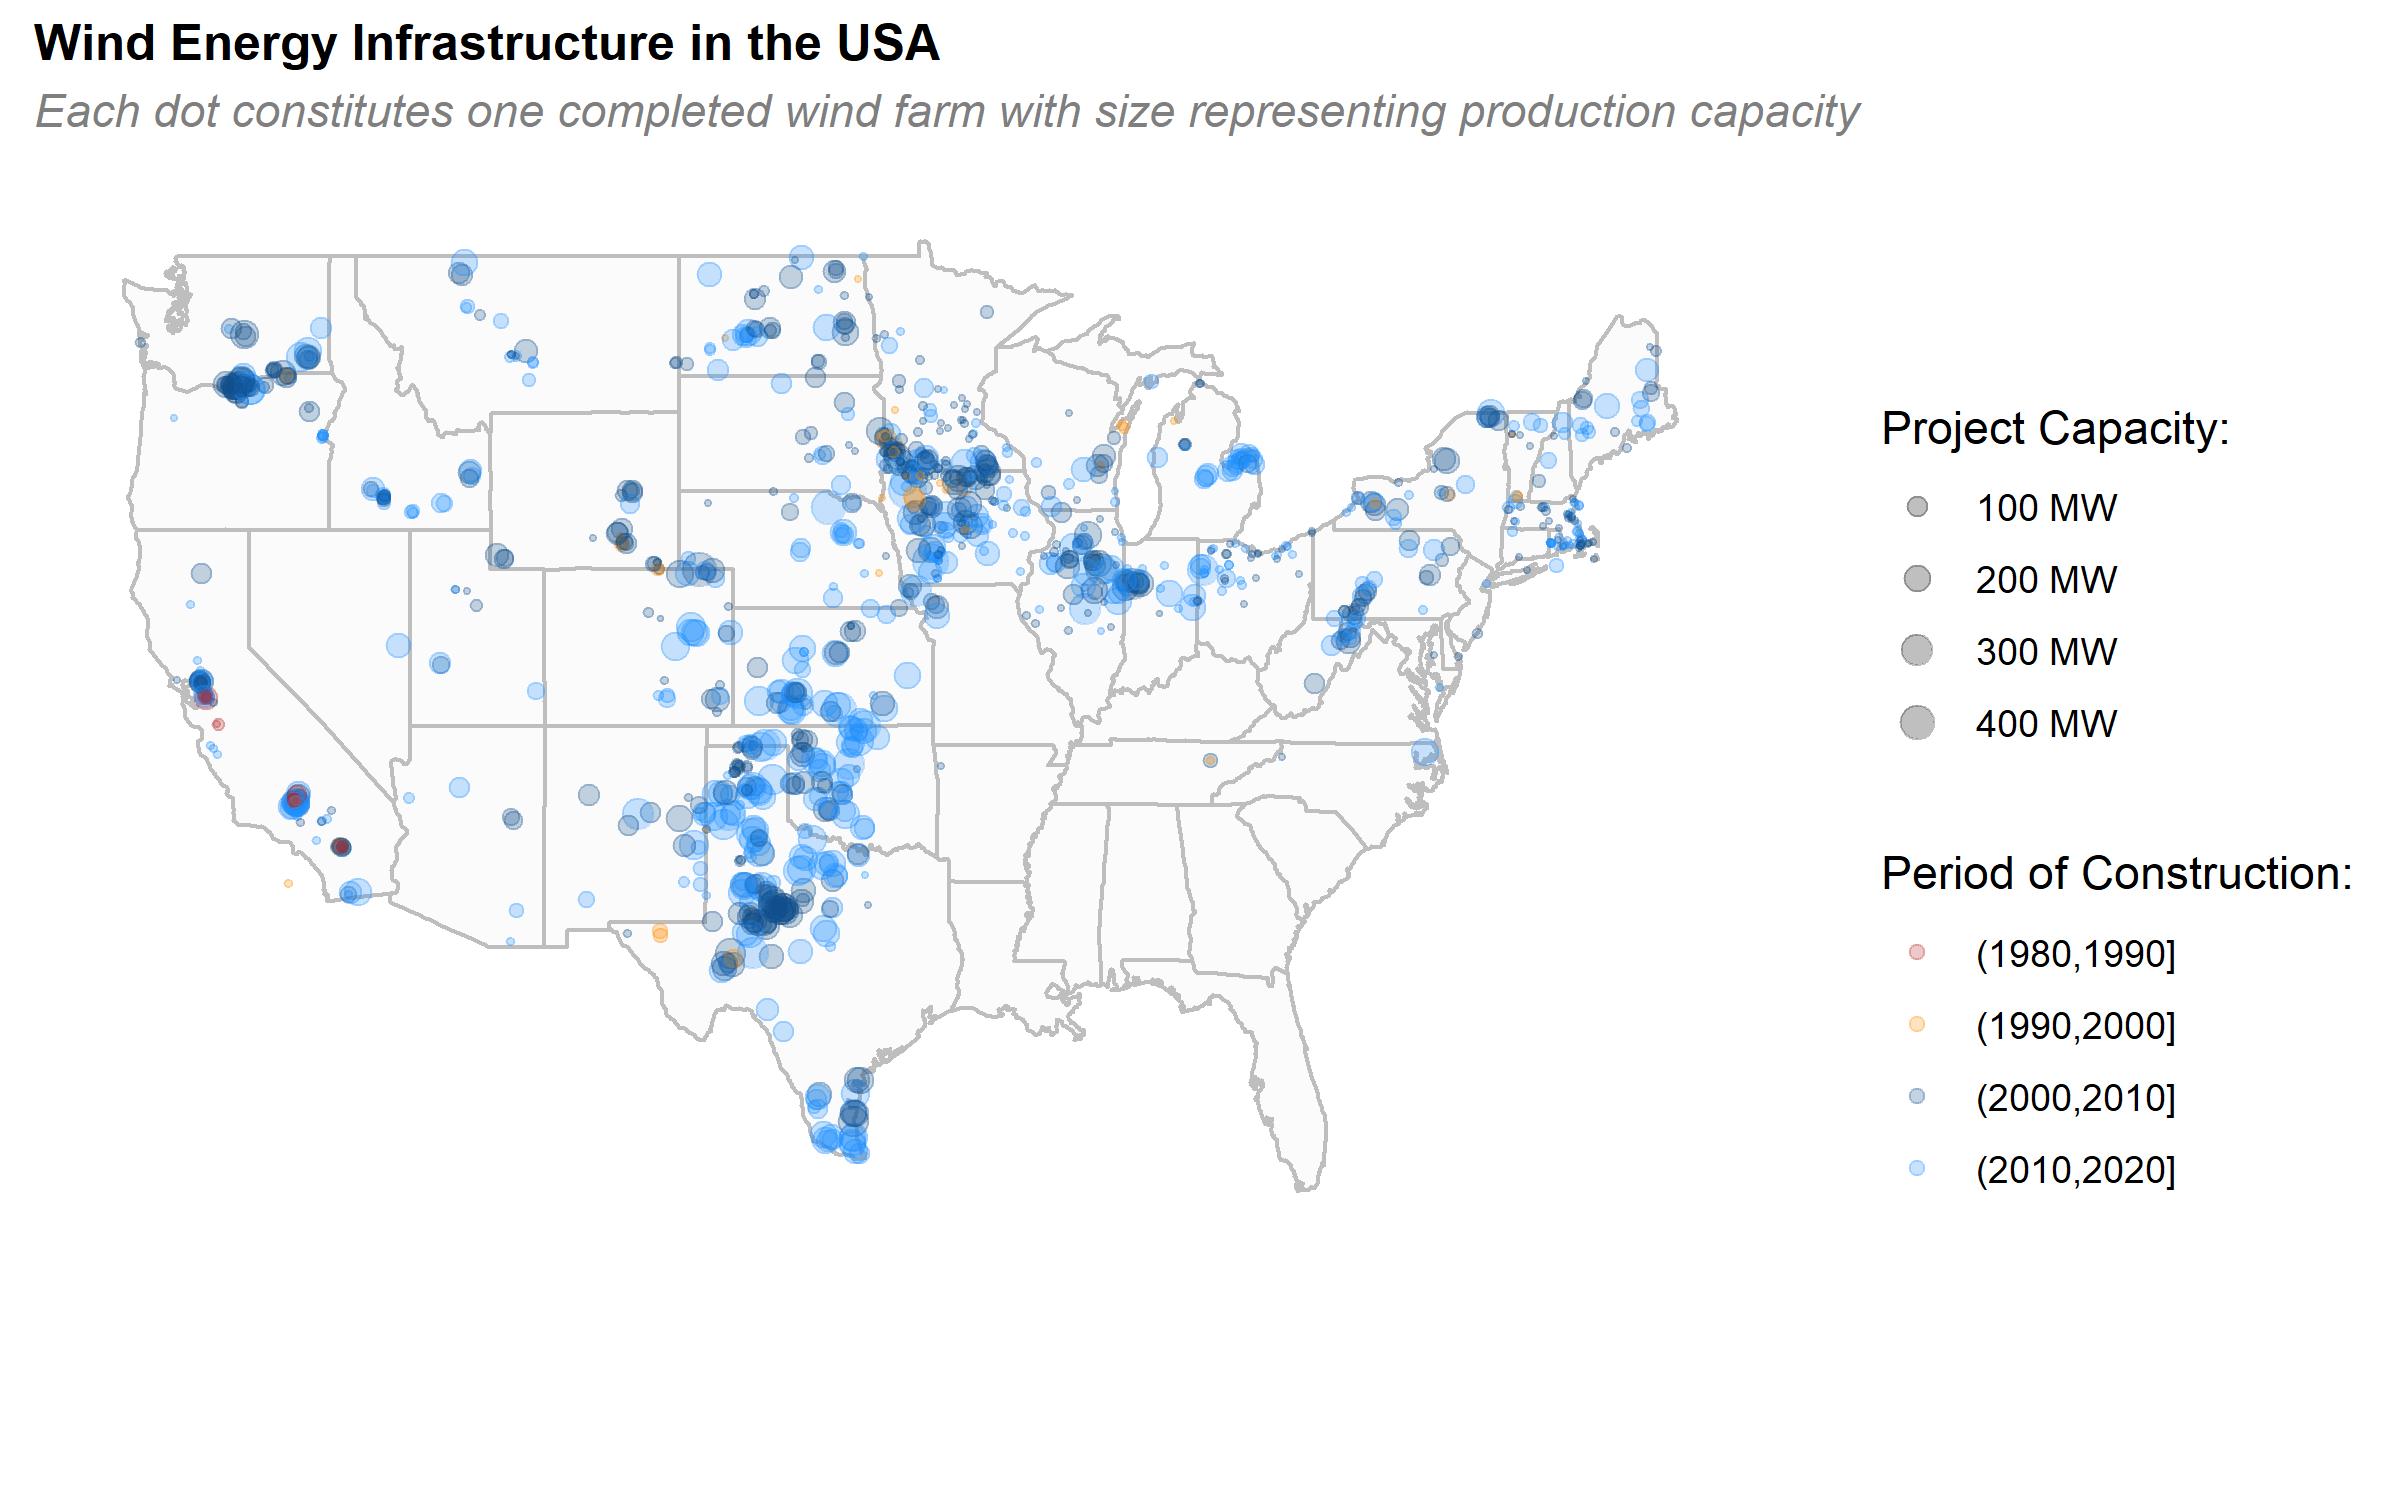 Wind Energy Infrastructure in the USA
Each dot constitutes one completed wind farm with size representing production capacity
Project Capacity:
100 MW
200 MW
300 MW
400 MW
Period of Construction:
(1980,1990]
(1990,2000]
(2000,2010]
(2010,2020]